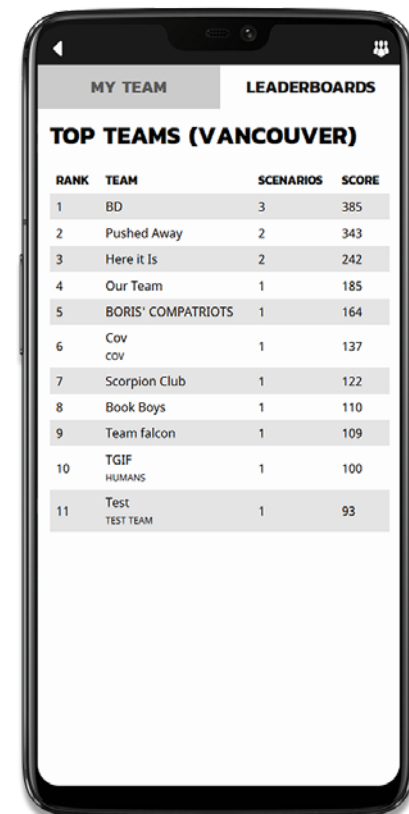 MY TEAM LEADERBOARDS
TOP TEAMS (VANCOUVER)
RANK TEAM SCENARIOS SCORE
1 BD 3 385
2 Pushed Away 2 343
3 Here it Is 2 242
4 Our Team 1 185
5 BORIS' COMPATRIOTS 1 164
6 Cov 1 137
COV
7 Scorpion Club 1 122
8 Book Boys 1 110
9 Team falcon 1 109
10 TGIF 1 100
HUMANS
11 Test 1 93
TEST TEAM